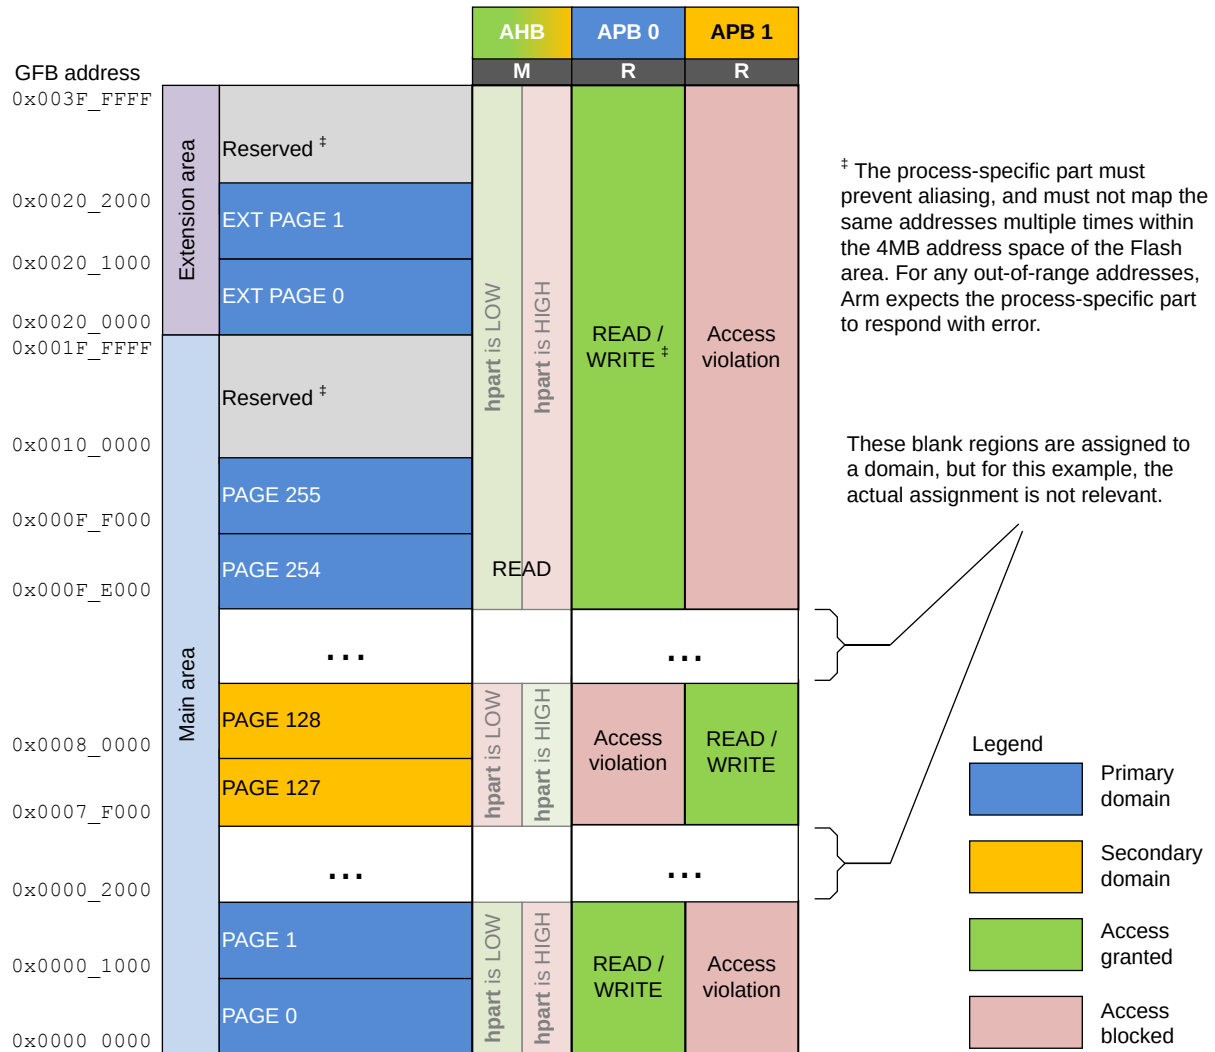 AHB
APB 0
APB 1
M
R
R
GFB address
0x003F_FFFF
0x0020_2000
0x0020_1000
0x0020_0000
0x001F_FFFF
0x0010_0000
0x000F_F000
0x000F_E000
0x0008_0000
0x0007_F000
0x0000_2000
0x0000_1000
0x0000_0000
Extension area
Main area
Reserved ‡
EXT PAGE 1
EXT PAGE 0
Reserved ‡
PAGE 255
PAGE 254
...
PAGE 128
PAGE 127
...
PAGE 1
PAGE 0
hpart is LOW
hpart is HIGH
READ
hpart is LOW
hpart is HIGH
hpart is LOW
hpart is HIGH
READ /
WRITE ‡
Access
violation
...
Access
violation
READ /
WRITE
...
READ /
WRITE
Access
violation
‡ The process-specific part must
prevent aliasing, and must not map the
same addresses multiple times within
the 4MB address space of the Flash
area. For any out-of-range addresses,
Arm expects the process-specific part
to respond with error.
These blank regions are assigned to
a domain, but for this example, the
actual assignment is not relevant.
Legend
Primary
domain
Secondary
domain
Access
granted
Access
blocked